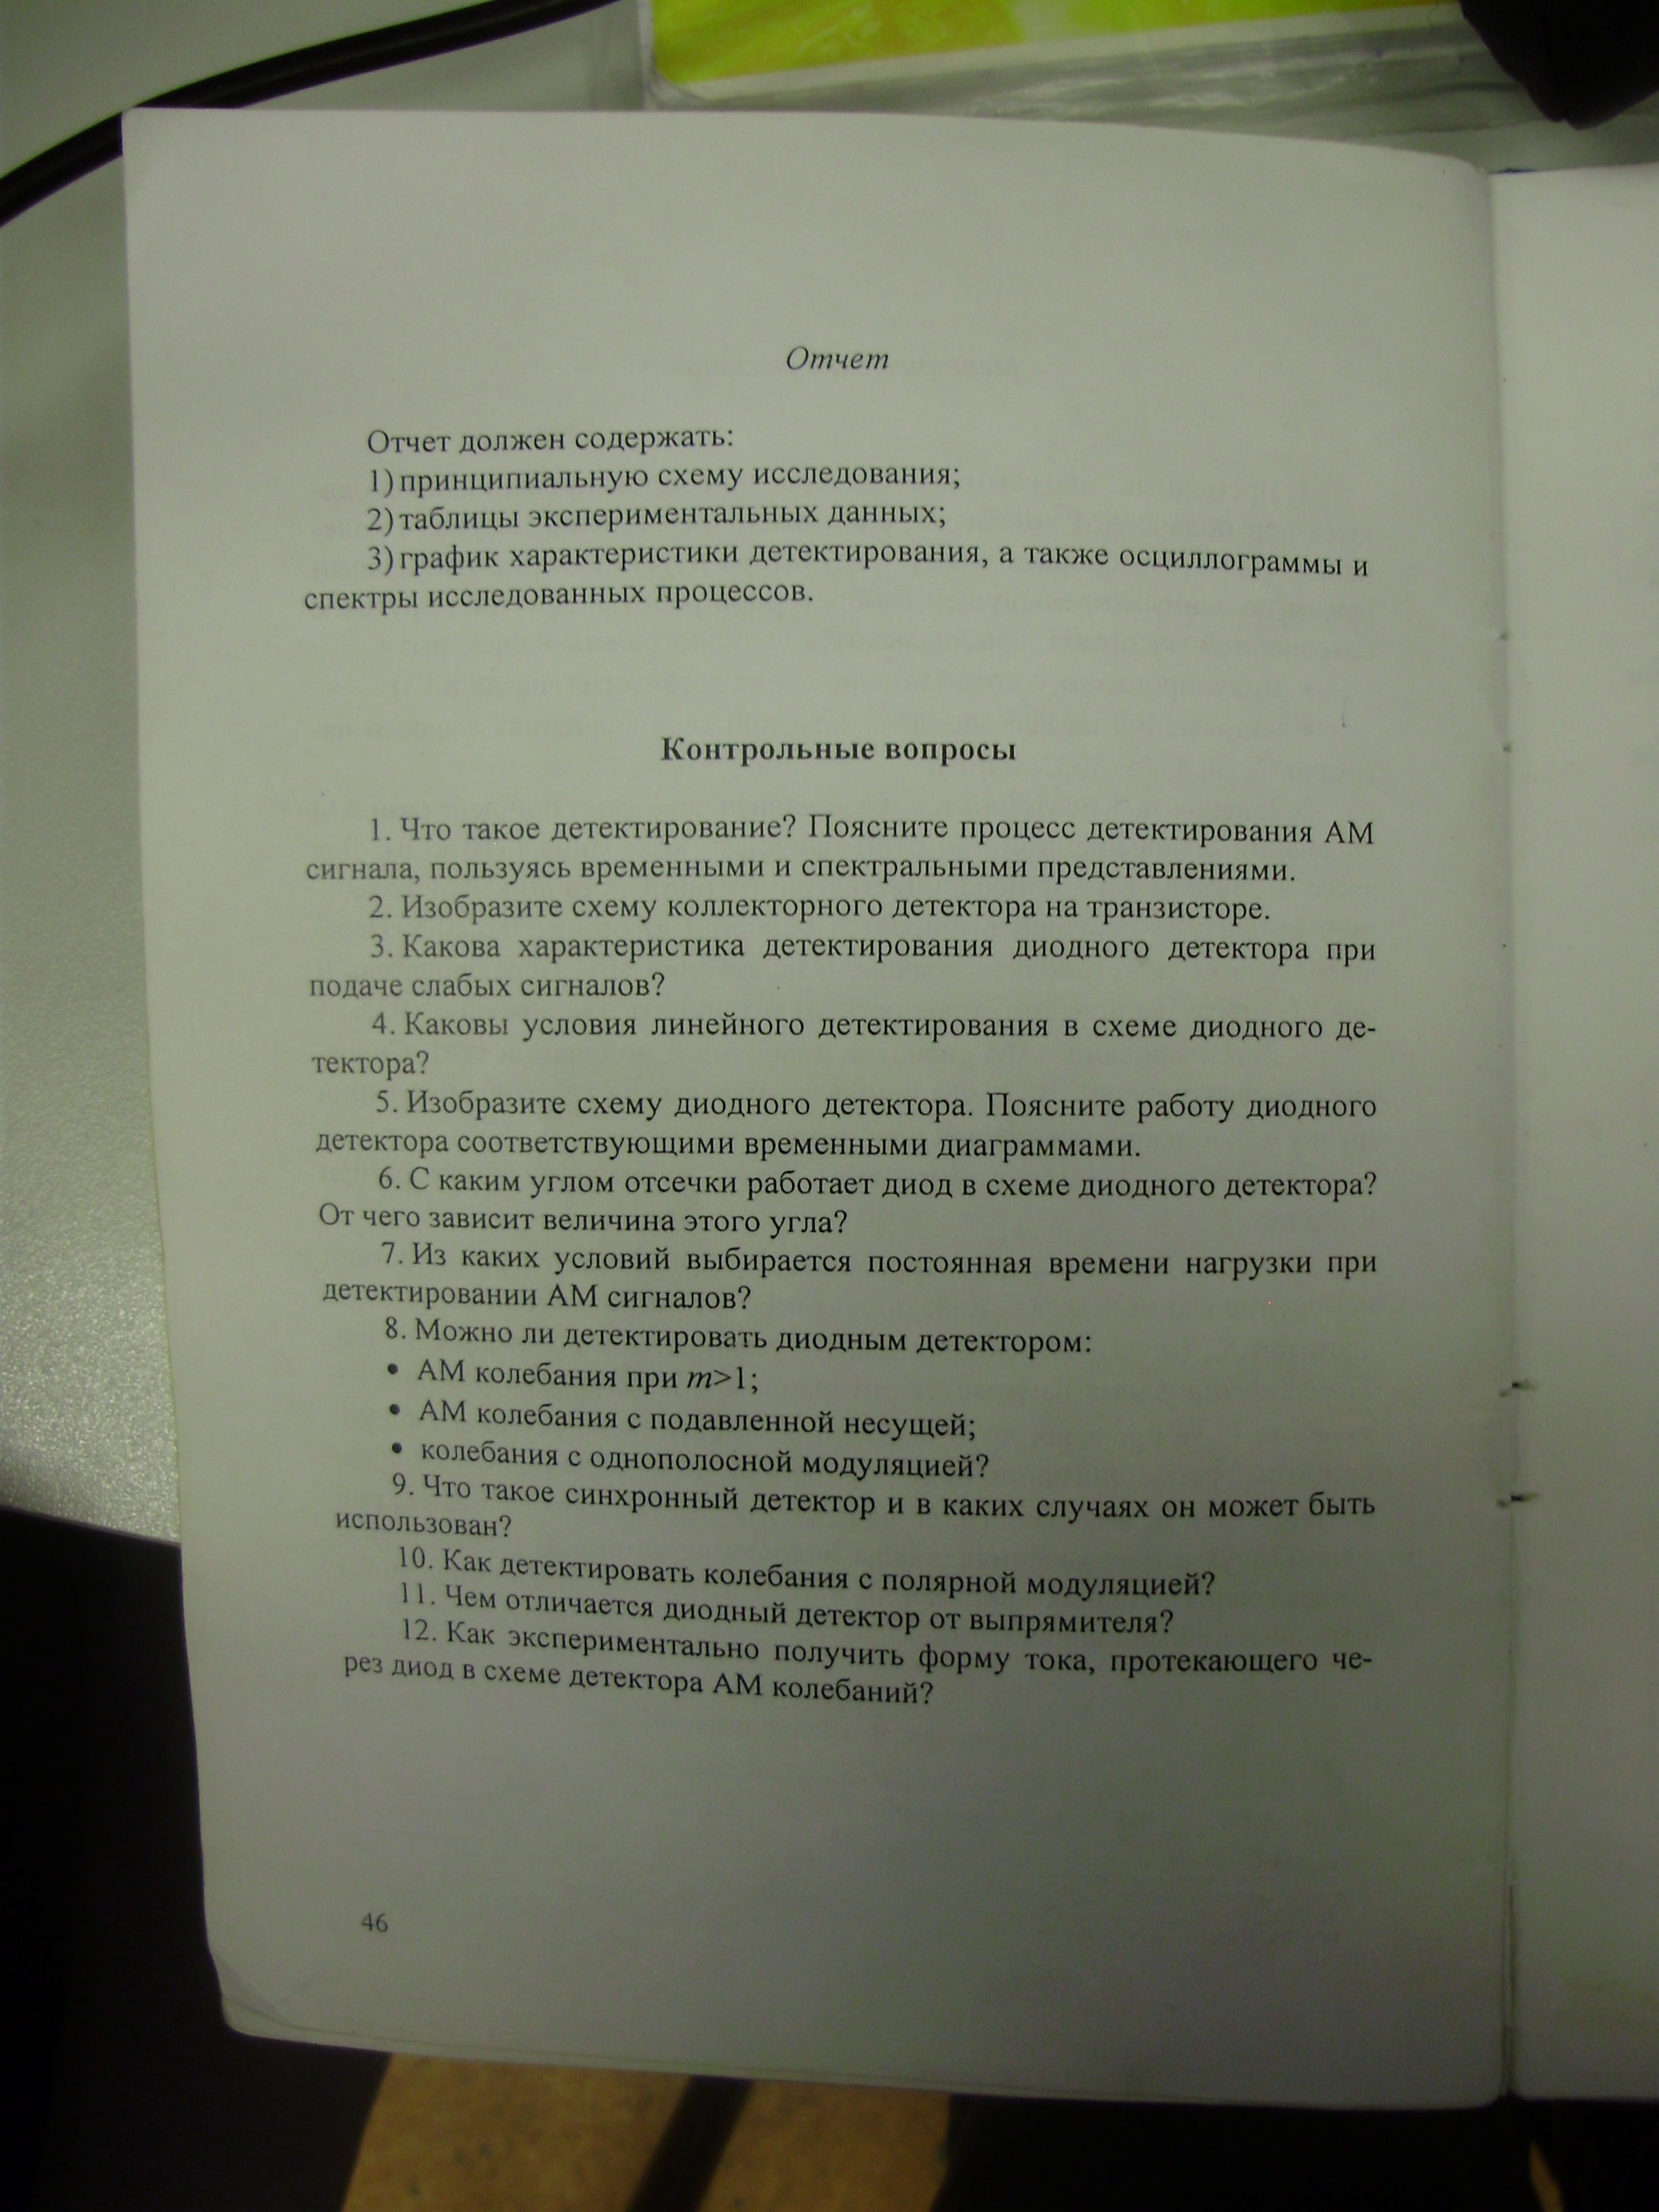 Отчет
Отчет должен содержать:
1) принципиальную схему исследования;
2) таблицы экспериментальных данных;
3) график характеристики детектирования, а также осциллограммы и
спектры исследованных процессов.
Контрольные вопросы
1. Что такое детектирование? Поясните процесс детектирования АМ
сигнала, пользуясь временными и спектральными представлениями.
2. Изобразите схему коллекторного детектора на транзисторе.
3. Какова характеристика детектирования диодного детектора при
подаче слабых сигналов?
4. Каковы условия линейного детектирования в схеме диодного де-
тектора?
5. Изобразите схему диодного детектора. Поясните работу диодного
детектора соответствующими временными диаграммами.
6. С каким углом отсечки работает диод в схеме диодного детектора?
От чего зависит величина этого угла?
7. Из каких условий выбирается постоянная времени нагрузки при
детектировании АМ сигналов?
8. Можно ли детектировать диодным детектором:
• АМ колебания при m>1;
• АМ колебания с подавленной несущей;
• колебания с однополосной модуляцией?
9. Что такое синхронный детектор и в каких случаях он может быть
использован?
10. Как детектировать колебания с полярной модуляцией?
11. Чем отличается диодный детектор от выпрямителя?
12. Как экспериментально получить форму тока, протекающего че-
рез диод в схеме детектора АМ колебаний?
46